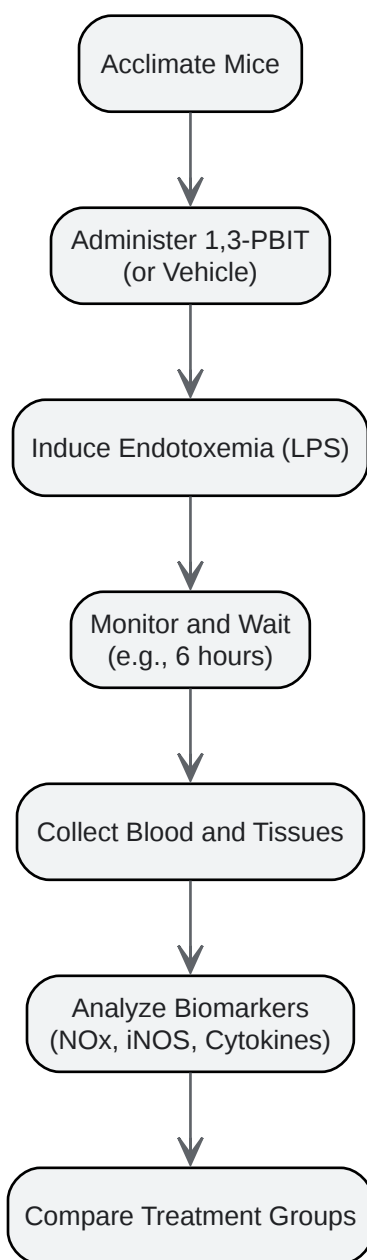 Acclimate Mice
Administer 1,3-PBIT
(or Vehicle)
Induce Endotoxemia (LPS)
Monitor and Wait
(e.g., 6 hours)
Collect Blood and Tissues
Analyze Biomarkers
(NOx, iNOS, Cytokines)
Compare Treatment Groups